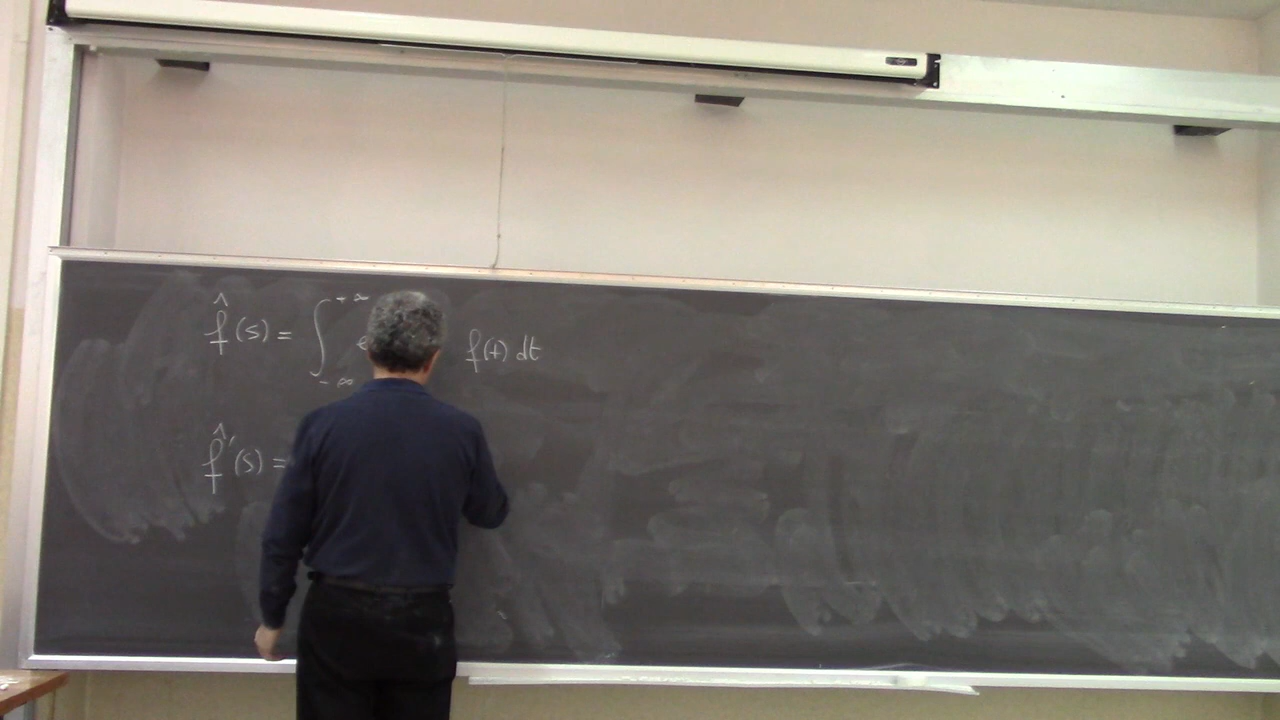 f̂(s) = ∫_{-∞}^{+∞} e f(t) dt
f̂'(s) =